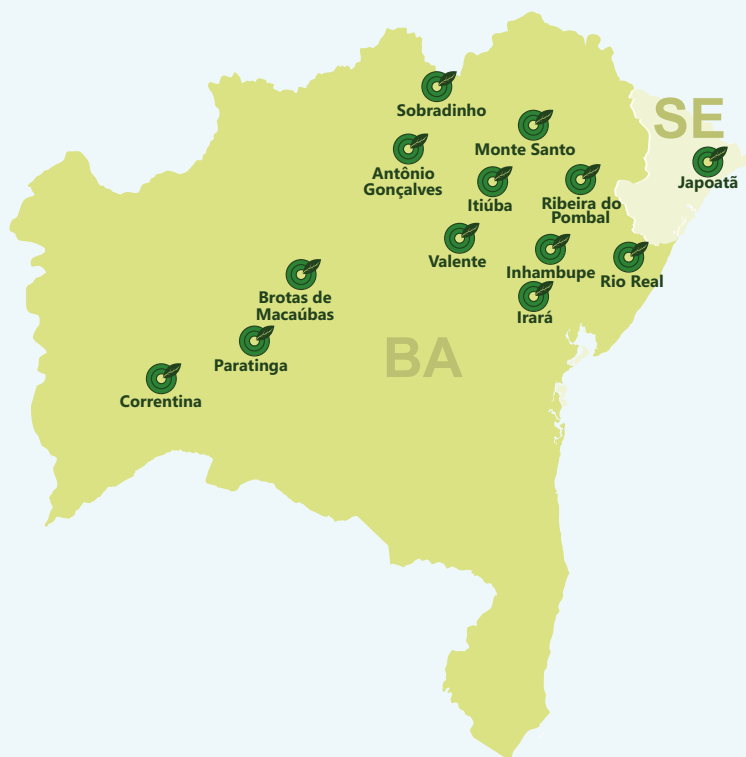 SE
Sobradinho
Monte Santo
Antônio
Gonçalves
Japoatã
Itiúba
Ribeira do
Pombal
Valente
Inhambupe
Rio Real
Brotas de
Macaúbas
Irará
BA
Paratinga
Correntina